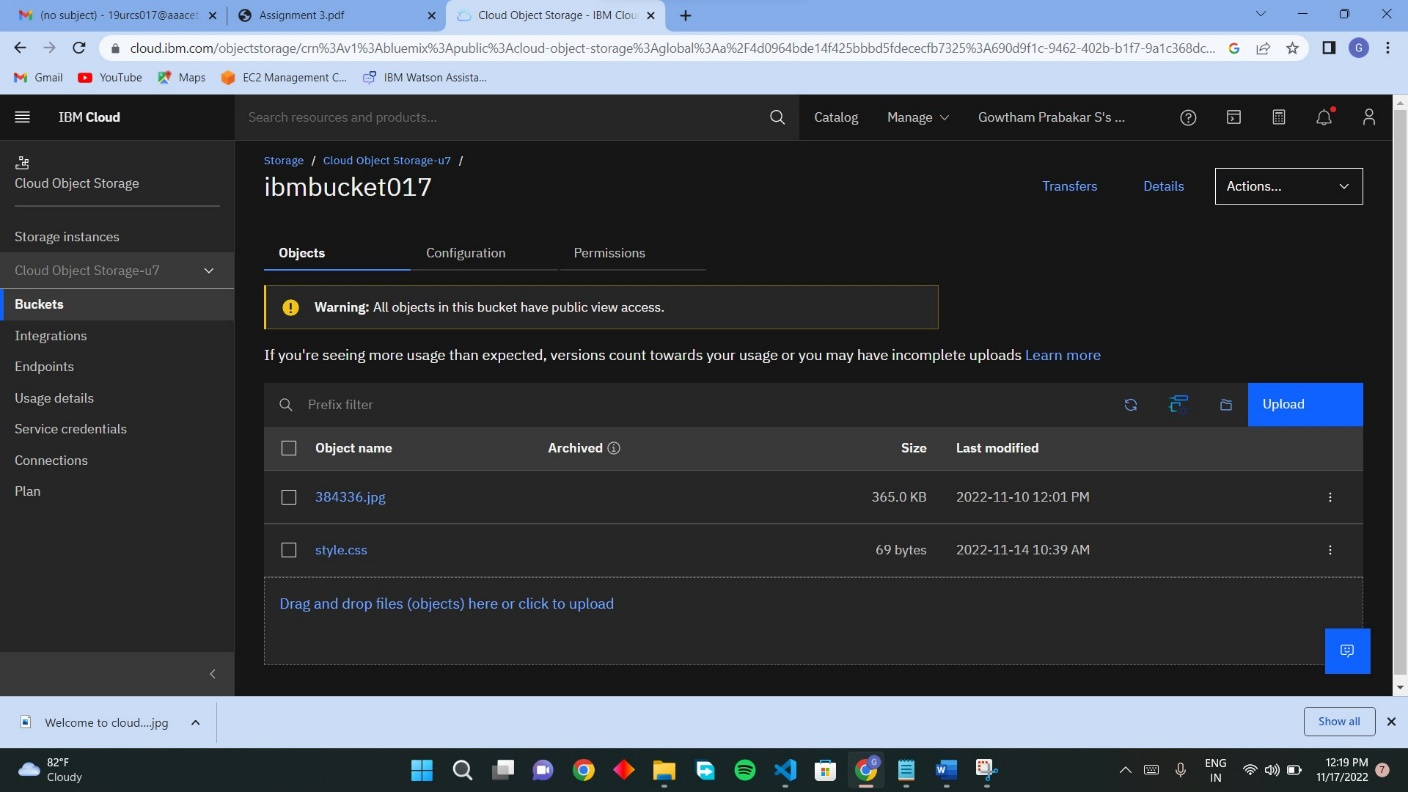 (no subject) - 19urcs017@aaacet
Assignment 3.pdf
Cloud Object Storage - IBM Clou
cloud.ibm.com/objectstorage/crn%3Av1%3Abluemix%3Apublic%3Acloud-object-storage%3Aglobal%3Aa%2F4d0964bde14f425bbbd5fdececfb7325%3A690d9f1c-9462-402b-b1f7-9a1c368dc...
G
Gmail
YouTube
Maps
EC2 Management C...
IBM Watson Assista...
IBM Cloud
Search resources and products...
Catalog
Manage
Gowtham Prabakar S's ...
Cloud Object Storage
Storage / Cloud Object Storage-u7 /
ibmbucket017
Transfers
Details
Actions...
Storage instances
Cloud Object Storage-u7
Buckets
Integrations
Endpoints
Usage details
Service credentials
Connections
Plan
Objects
Configuration
Permissions
Warning: All objects in this bucket have public view access.
If you're seeing more usage than expected, versions count towards your usage or you may have incomplete uploads Learn more
Prefix filter
Upload
Object name
Archived
Size
Last modified
384336.jpg
365.0 KB
2022-11-10 12:01 PM
style.css
69 bytes
2022-11-14 10:39 AM
Drag and drop files (objects) here or click to upload
Welcome to cloud....jpg
Show all
82°F
Cloudy
ENG
IN
12:19 PM
11/17/2022
7